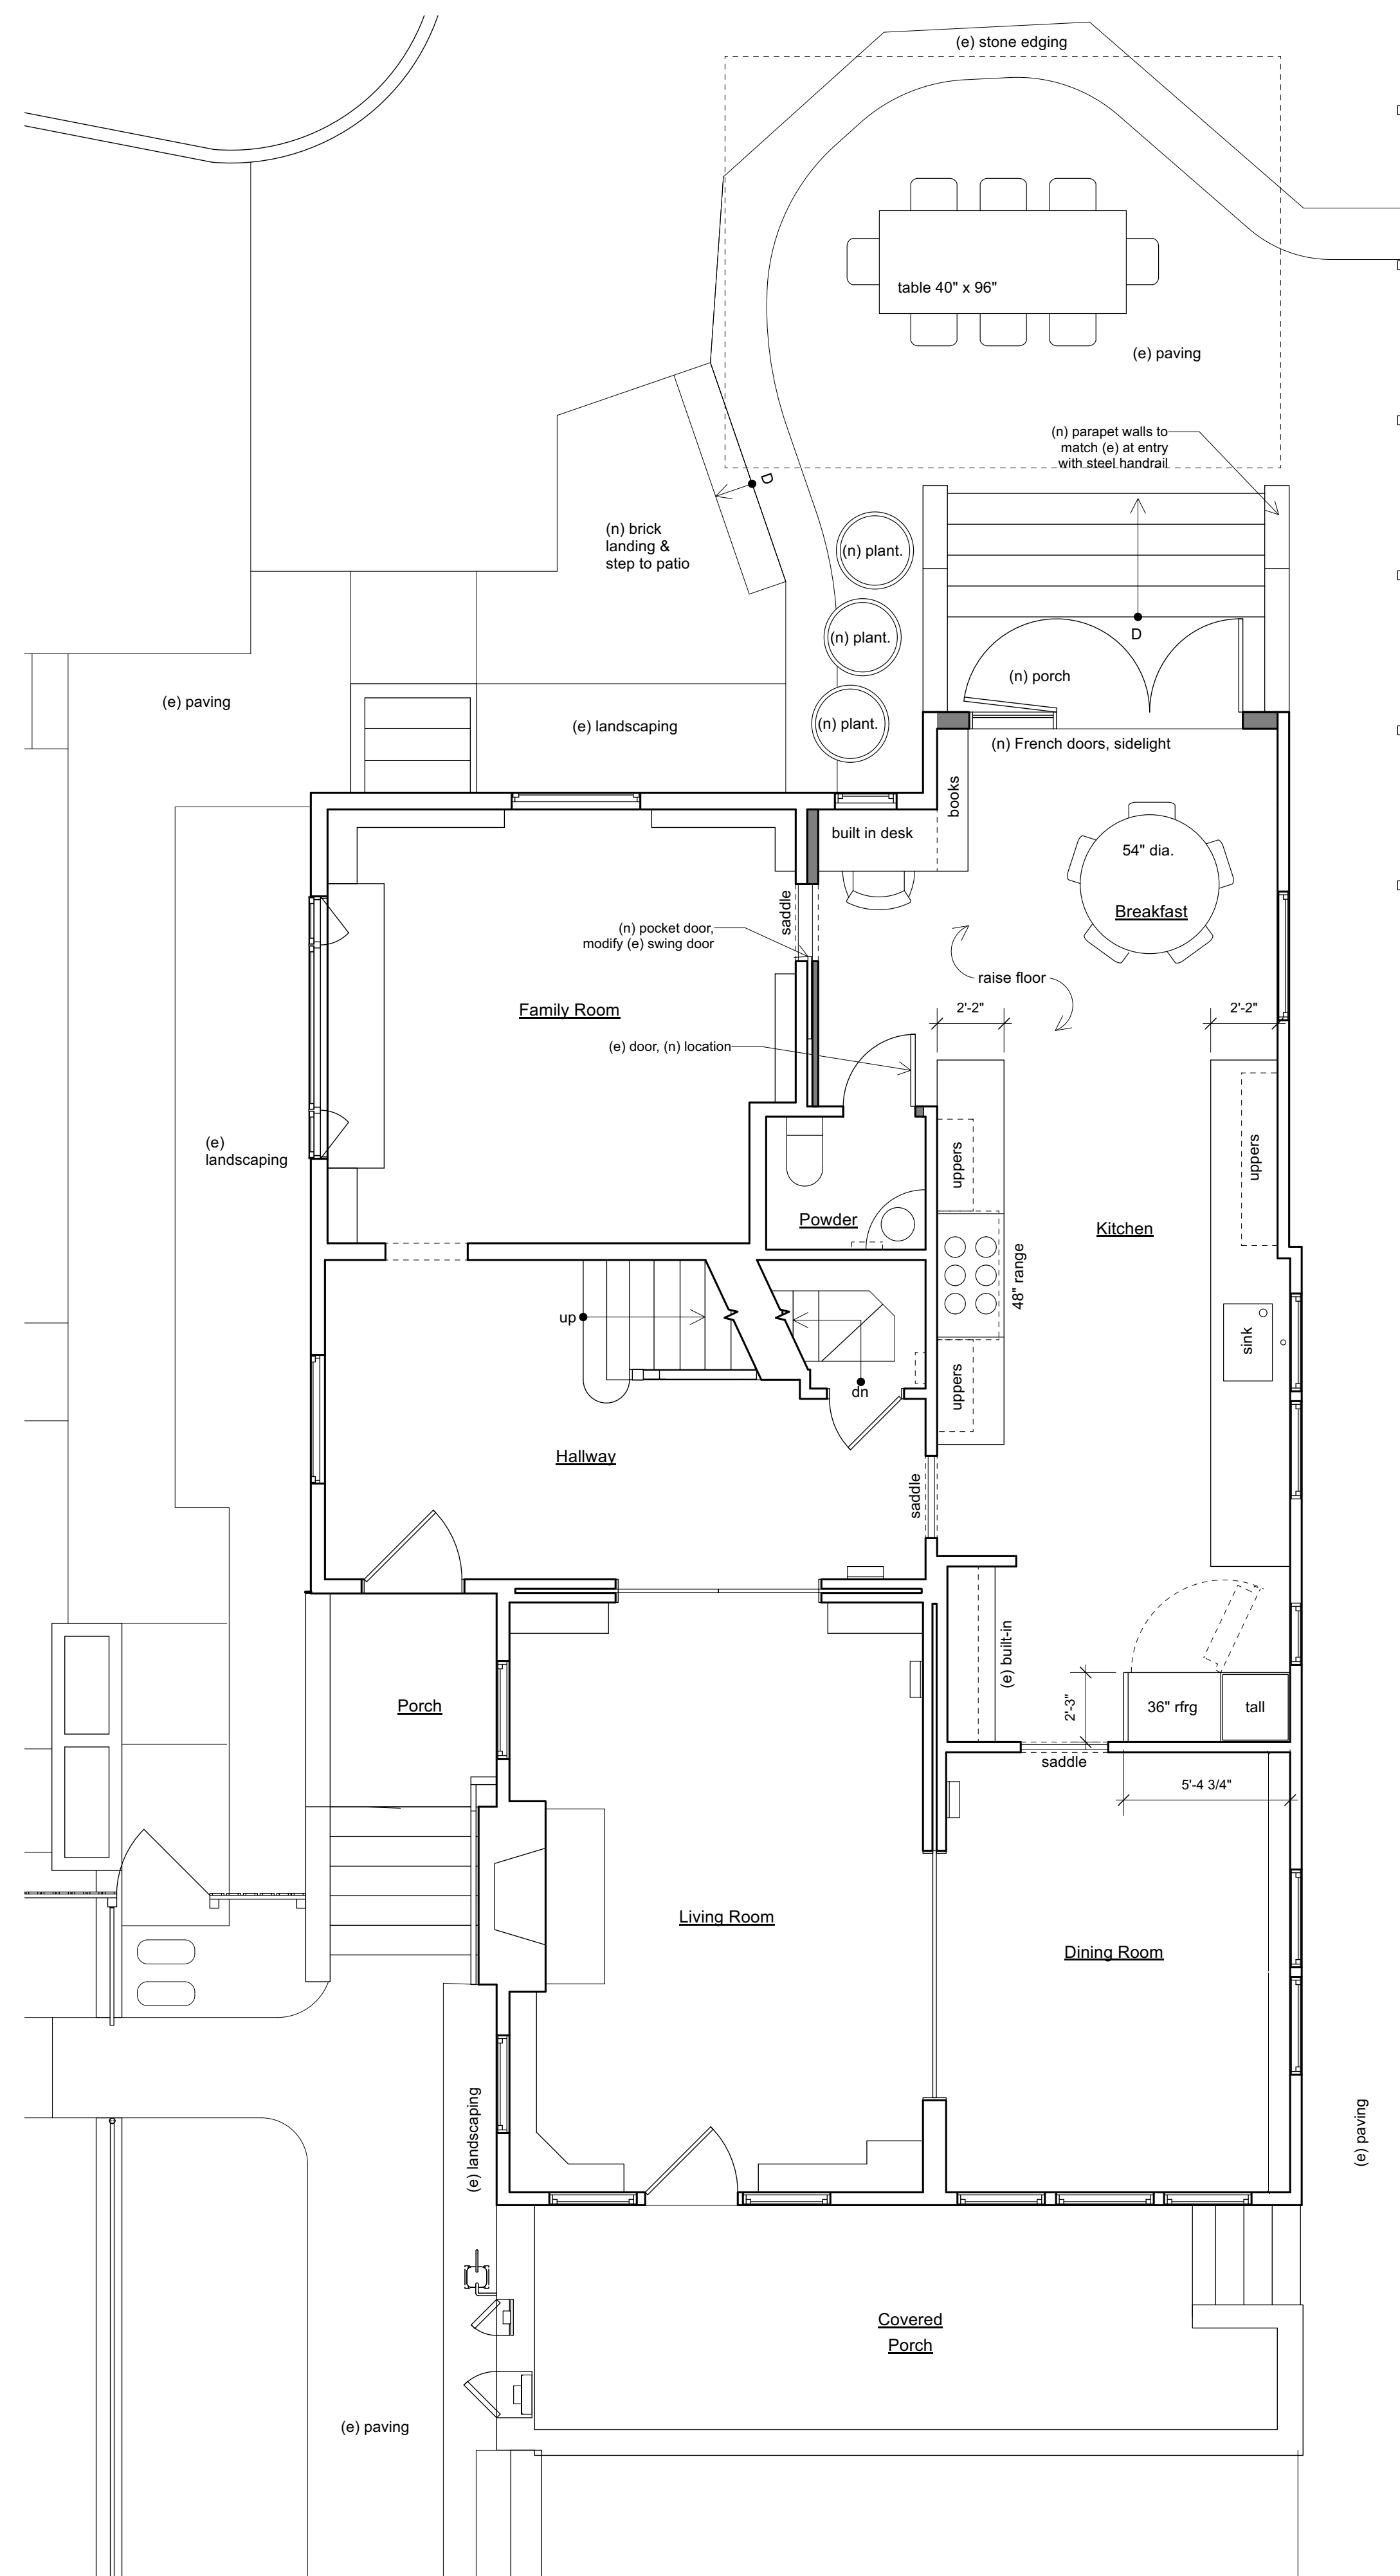 (e) stone edging
table 40" x 96"
(e) paving
(n) parapet walls to
match (e) at entry
with steel handrail
D
(n) brick
landing &
step to patio
(n) plant.
(n) plant.
D
(n) porch
(e) paving
(e) landscaping
(n) plant.
(n) French doors, sidelight
books
built in desk
54" dia.
Breakfast
saddle
(n) pocket door,
modify (e) swing door
raise floor
Family Room
2'-2"
2'-2"
(e) door, (n) location
(e)
landscaping
uppers
uppers
Powder
Kitchen
48" range
up
sink
uppers
dn
Hallway
saddle
(e) built-in
Porch
2'-3"
36" rfrg
tall
saddle
5'-4 3/4"
Living Room
Dining Room
(e) landscaping
(e) paving
Covered
Porch
(e) paving